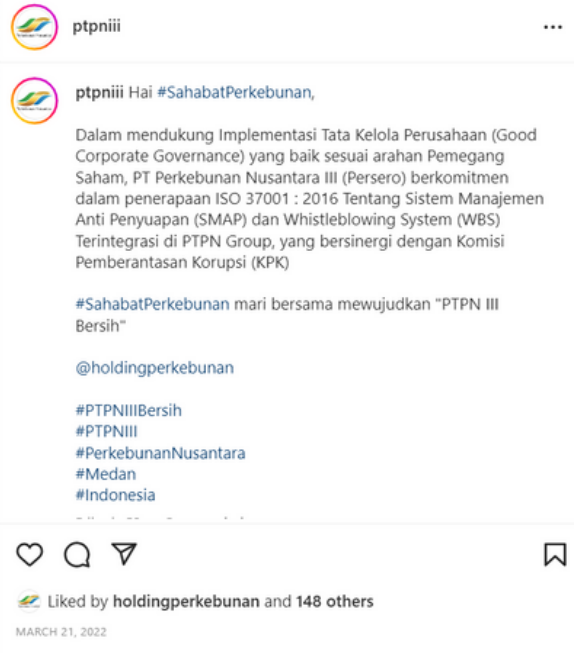 ptpniii
ptpniii Hai #SahabatPerkebunan,
Dalam mendukung Implementasi Tata Kelola Perusahaan (Good
Corporate Governance) yang baik sesuai arahan Pemegang
Saham, PT Perkebunan Nusantara III (Persero) berkomitmen
dalam penerapaan ISO 37001 : 2016 Tentang Sistem Manajemen
Anti Penyuapan (SMAP) dan Whistleblowing System (WBS)
Terintegrasi di PTPN Group, yang bersinergi dengan Komisi
Pemberantasan Korupsi (KPK)
#SahabatPerkebunan mari bersama mewujudkan "PTPN III
Bersih"
@holdingperkebunan
#PTPNIIIBersih
#PTPNIII
#PerkebunanNusantara
#Medan
#Indonesia
Liked by holdingperkebunan and 148 others
MARCH 21, 2022